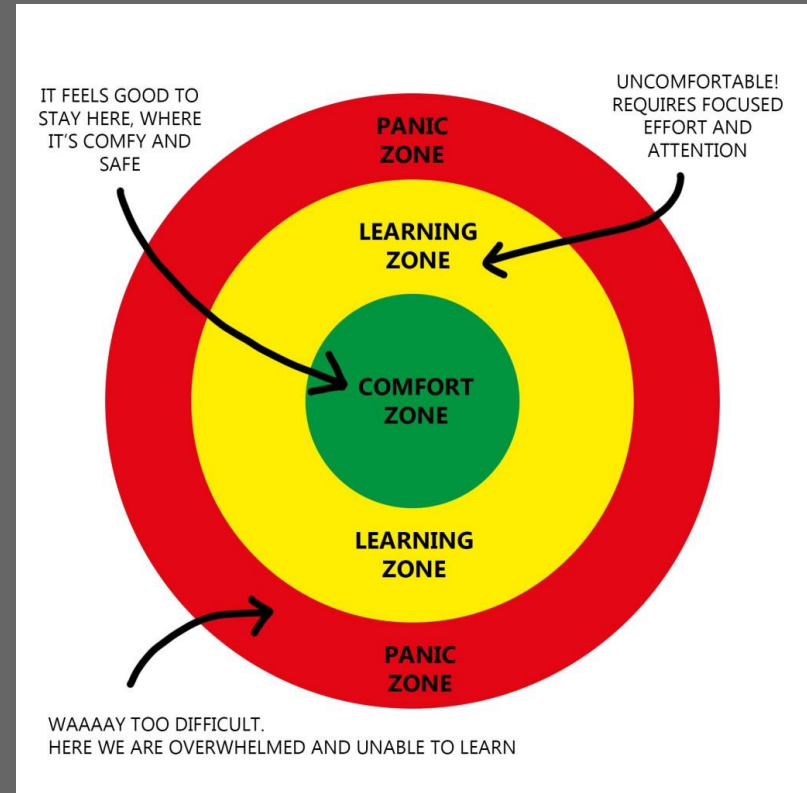 IT FEELS GOOD TO
STAY HERE, WHERE
IT'S COMFY AND
SAFE
UNCOMFORTABLE!
REQUIRES FOCUSED
EFFORT AND
ATTENTION
PANIC
ZONE
LEARNING
ZONE
COMFORT
ZONE
LEARNING
ZONE
PANIC
ZONE
WAAAAY TOO DIFFICULT.
HERE WE ARE OVERWHELMED AND UNABLE TO LEARN